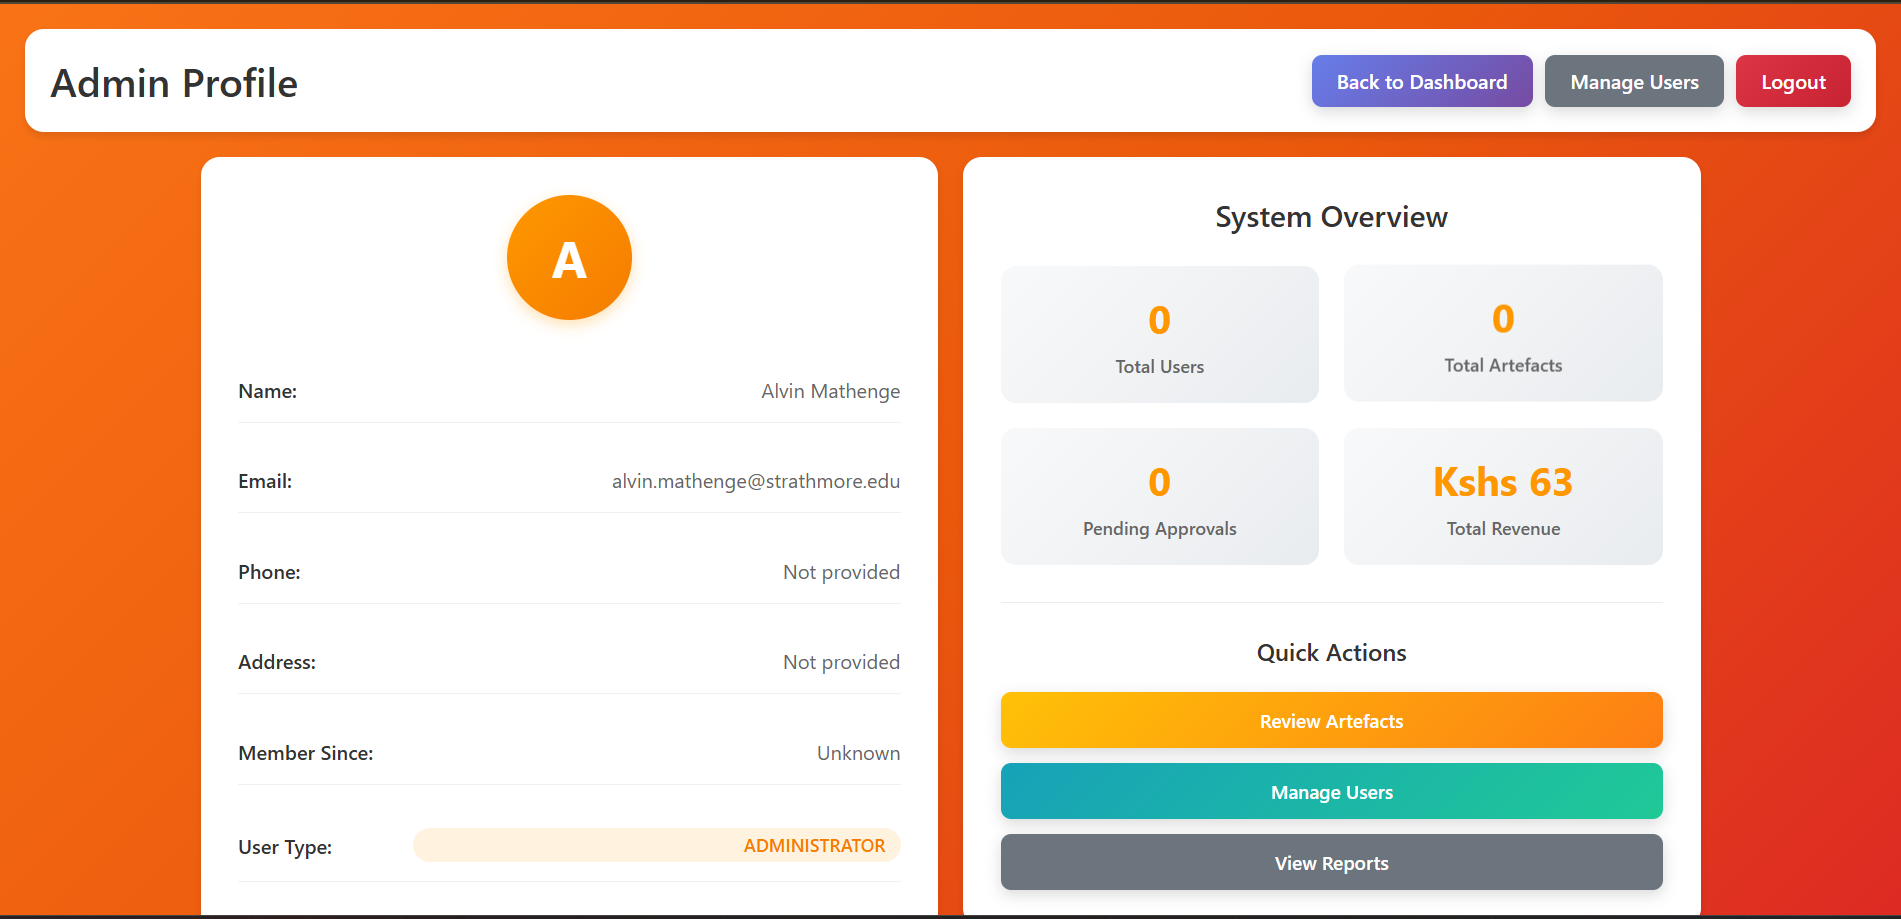 Admin Profile
Back to Dashboard
Manage Users
Logout
A
Name: Alvin Mathenge
Email: alvin.mathenge@strathmore.edu
Phone: Not provided
Address: Not provided
Member Since: Unknown
User Type: ADMINISTRATOR
System Overview
0
Total Users
0
Total Artefacts
0
Pending Approvals
Kshs 63
Total Revenue
Quick Actions
Review Artefacts
Manage Users
View Reports